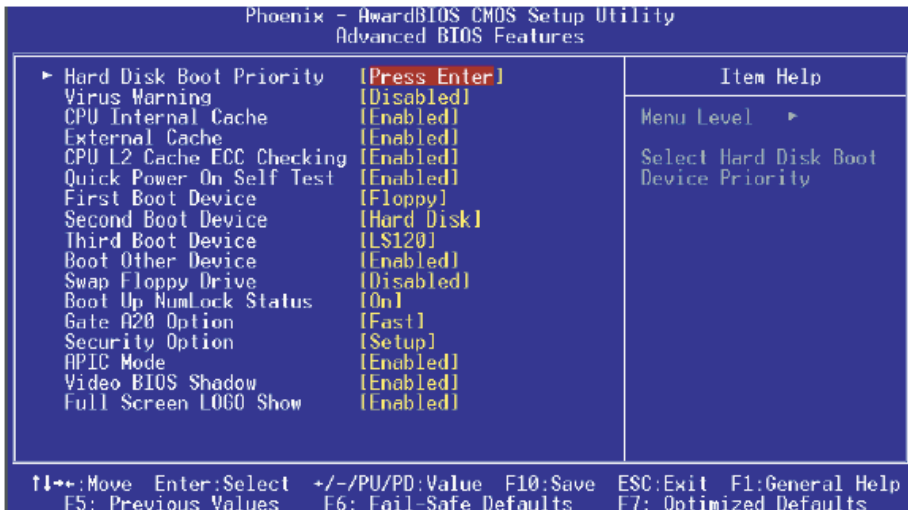 Phoenix - AwardBIOS CMOS Setup Utility
Advanced BIOS Features
► Hard Disk Boot Priority [Press Enter]
Virus Warning [Disabled]
CPU Internal Cache [Enabled]
External Cache [Enabled]
CPU L2 Cache ECC Checking [Enabled]
Quick Power On Self Test [Enabled]
First Boot Device [Floppy]
Second Boot Device [Hard Disk]
Third Boot Device [LS120]
Boot Other Device [Enabled]
Swap Floppy Drive [Disabled]
Boot Up NumLock Status [On]
Gate A20 Option [Fast]
Security Option [Setup]
APIC Mode [Enabled]
Video BIOS Shadow [Enabled]
Full Screen LOGO Show [Enabled]
Item Help
Menu Level ►
Select Hard Disk Boot
Device Priority
↑↓→←:Move Enter:Select +/-/PU/PD:Value F10:Save ESC:Exit F1:General Help
F5: Previous Values F6: Fail-Safe Defaults F7: Optimized Defaults